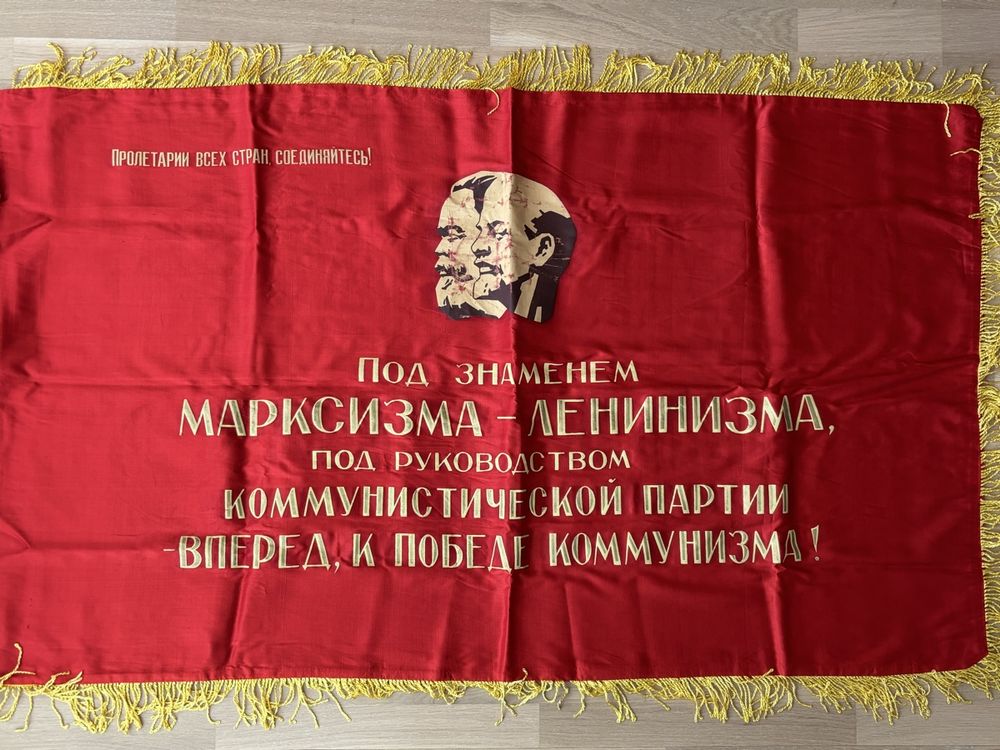 Пролетарии всех стран, соединяйтесь!
Под знаменем
марксизма – ленинизма,
под руководством
коммунистической партии
-вперед, к победе коммунизма!